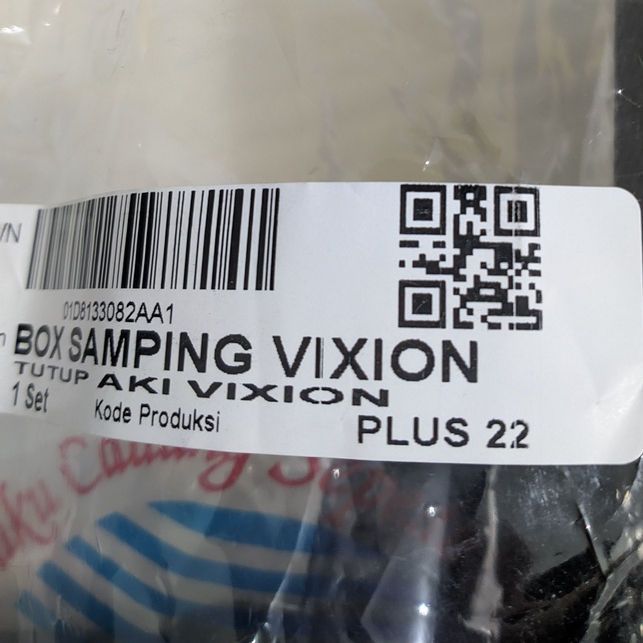 01D8133082AA1
BOX SAMPING VIXION
TUTUP AKI VIXION
1 Set
Kode Produksi
PLUS 22